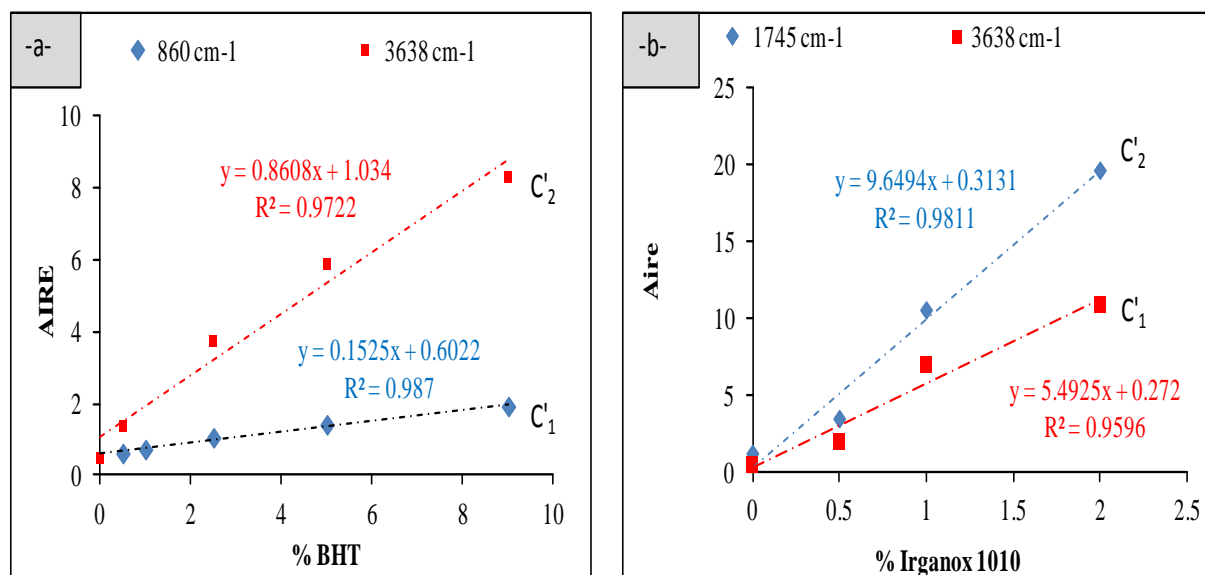 -a-
860 cm-1
3638 cm-1
10
8
6
4
2
0
AIRE
y = 0.8608x + 1.034
R² = 0.9722
C'2
y = 0.1525x + 0.6022
R² = 0.987
C'1
0 2 4 6 8 10
% BHT
-b-
1745 cm-1
3638 cm-1
25
20
15
10
5
0
Aire
y = 9.6494x + 0.3131
R² = 0.9811
C'2
C'1
y = 5.4925x + 0.272
R² = 0.9596
0 0.5 1 1.5 2 2.5
% Irganox 1010